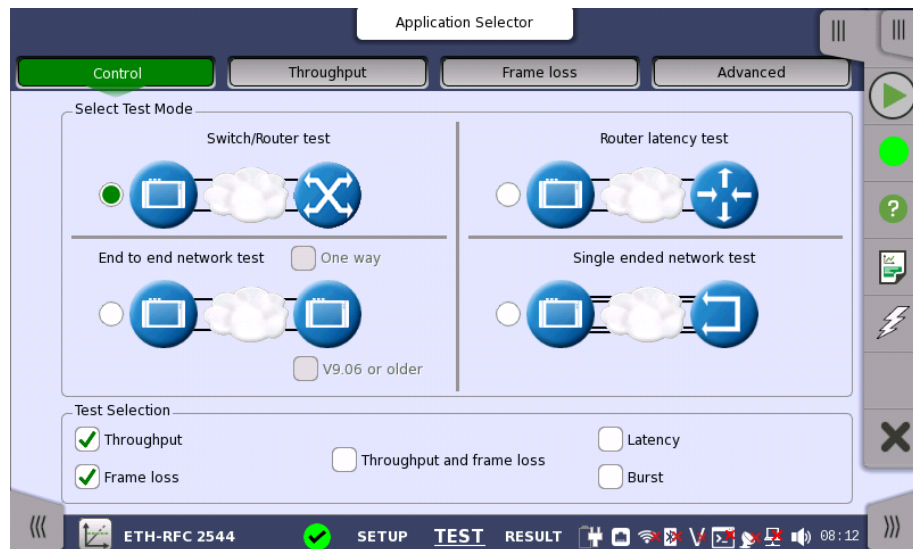 Application Selector
Control
Throughput
Frame loss
Advanced
Select Test Mode
Switch/Router test
Router latency test
End to end network test
One way
Single ended network test
V9.06 or older
Test Selection
Throughput
Latency
Throughput and frame loss
Frame loss
Burst
ETH-RFC 2544
SETUP
TEST
RESULT
08:12